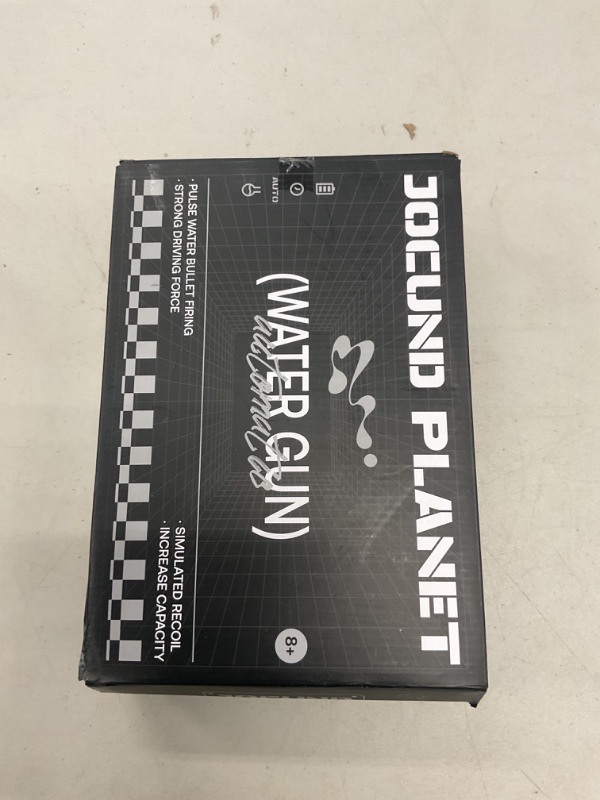 JOCUND PLANET
AUTO
(WATER GUN)
8+
· PULSE WATER BULLET FIRING
· STRONG DRIVING FORCE
· SIMULATED RECOIL
· INCREASE CAPACITY